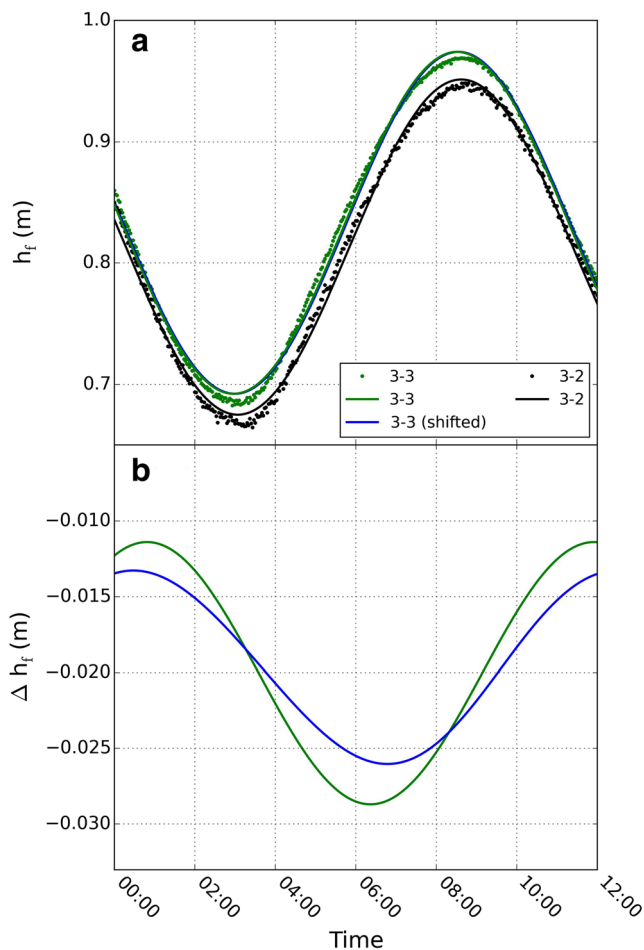 a
1.0
0.9
0.8
0.7
h_f (m)
3-3 3-2
3-3 3-2
3-3 (shifted)
b
−0.010
−0.015
−0.020
−0.025
−0.030
Δ h_f (m)
00:00 02:00 04:00 06:00 08:00 10:00 12:00
Time